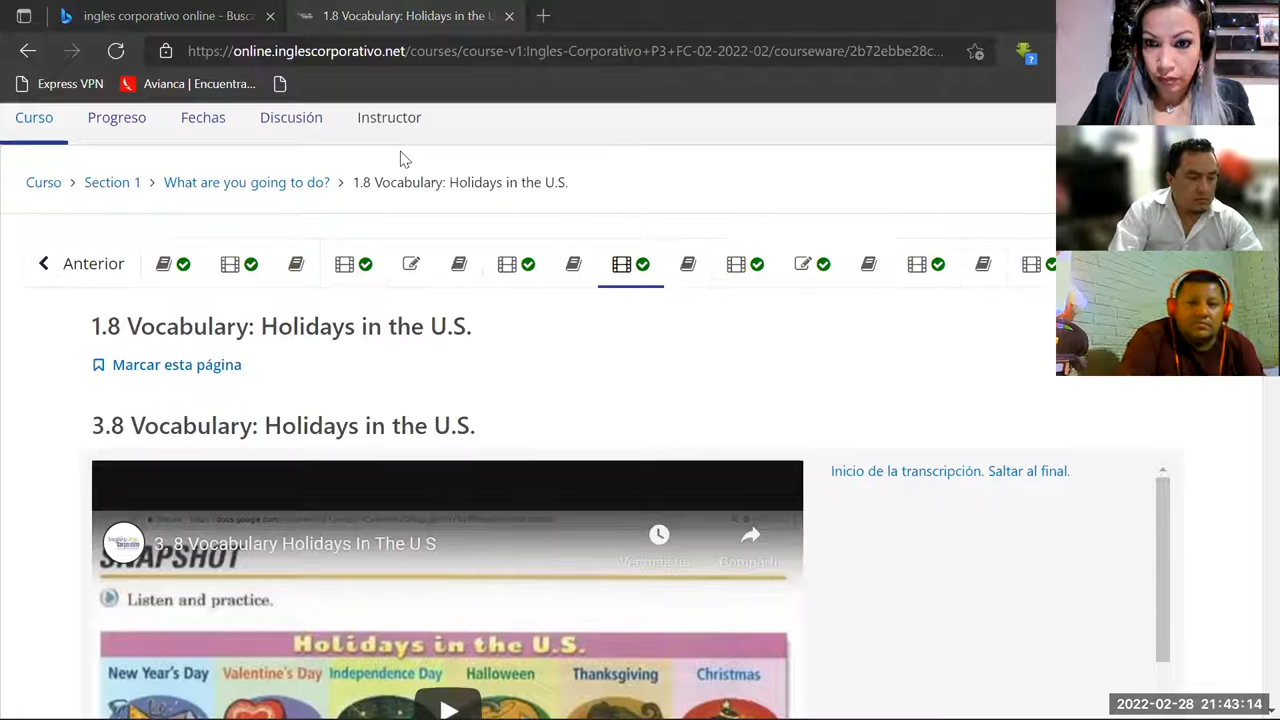 ingles corporativo online - Busca
1.8 Vocabulary: Holidays in the U
https://online.inglescorporativo.net/courses/course-v1:Ingles-Corporativo+P3+FC-02-2022-02/courseware/2b72ebbe28c...
Express VPN
Avianca | Encuentra...
Curso
Progreso
Fechas
Discusión
Instructor
Curso > Section 1 > What are you going to do? > 1.8 Vocabulary: Holidays in the U.S.
Anterior
1.8 Vocabulary: Holidays in the U.S.
Marcar esta página
3.8 Vocabulary: Holidays in the U.S.
Inicio de la transcripción. Saltar al final.
3. 8 Vocabulary Holidays In The U S
Ver más ta...
Compartir
SNAPSHOT
Listen and practice.
Holidays in the U.S.
New Year's Day
Valentine's Day
Independence Day
Halloween
Thanksgiving
Christmas
2022-02-28 21:43:14